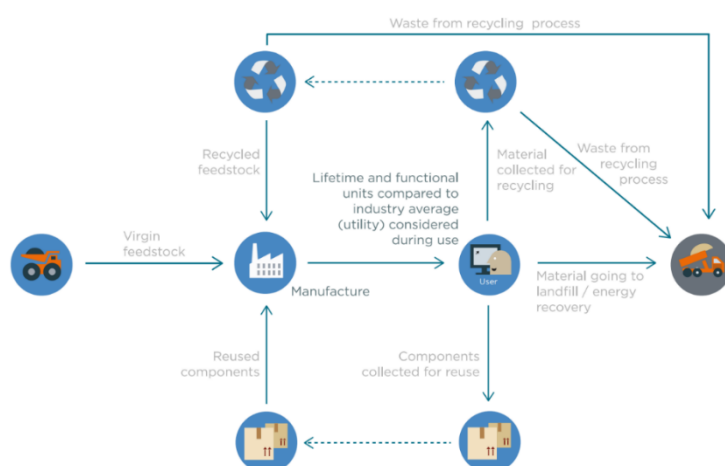 Waste from recycling process
Recycled
feedstock
Lifetime and functional
units compared to
industry average
(utility) considered
during use
Material
collected for
recycling
Waste from
recycling
process
Virgin
feedstock
Manufacture
User
Material going to
landfill / energy
recovery
Reused
components
Components
collected for reuse